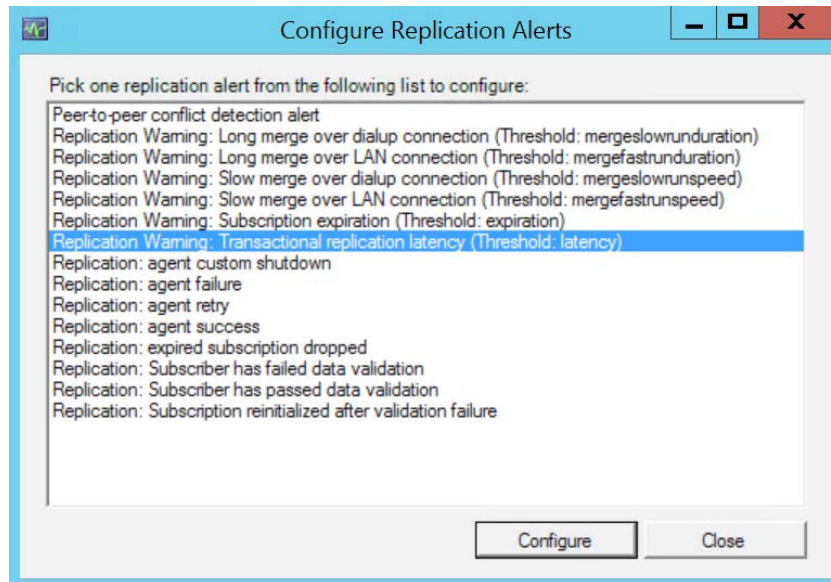 Configure Replication Alerts
Pick one replication alert from the following list to configure:
Peer-to-peer conflict detection alert
Replication Warning: Long merge over dialup connection (Threshold: mergeslowrunduration)
Replication Warning: Long merge over LAN connection (Threshold: mergefastrunduration)
Replication Warning: Slow merge over dialup connection (Threshold: mergeslowrunspeed)
Replication Warning: Slow merge over LAN connection (Threshold: mergefastrunspeed)
Replication Warning: Subscription expiration (Threshold: expiration)
Replication Warning: Transactional replication latency (Threshold: latency)
Replication: agent custom shutdown
Replication: agent failure
Replication: agent retry
Replication: agent success
Replication: expired subscription dropped
Replication: Subscriber has failed data validation
Replication: Subscriber has passed data validation
Replication: Subscription reinitialized after validation failure
Configure Close